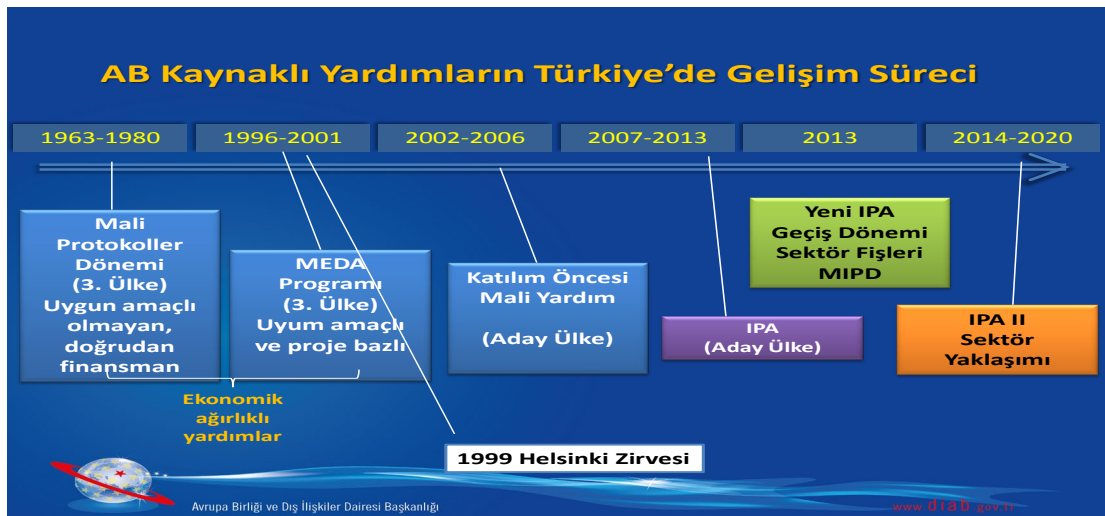 AB Kaynaklı Yardımların Türkiye’de Gelişim Süreci
1963-1980
1996-2001
2002-2006
2007-2013
2013
2014-2020
Mali
Protokoller
Dönemi
(3. Ülke)
Uygun amaçlı
olmayan,
doğrudan
finansman
MEDA
Programı
(3. Ülke)
Uyum amaçlı
ve proje bazlı
Ekonomik
ağırlıklı
yardımlar
Katılım Öncesi
Mali Yardım
(Aday Ülke)
IPA
(Aday Ülke)
Yeni IPA
Geçiş Dönemi
Sektör Fişleri
MIPD
IPA II
Sektör
Yaklaşımı
1999 Helsinki Zirvesi
Avrupa Birliği ve Dış İlişkiler Dairesi Başkanlığı
www.diab.gov.tr